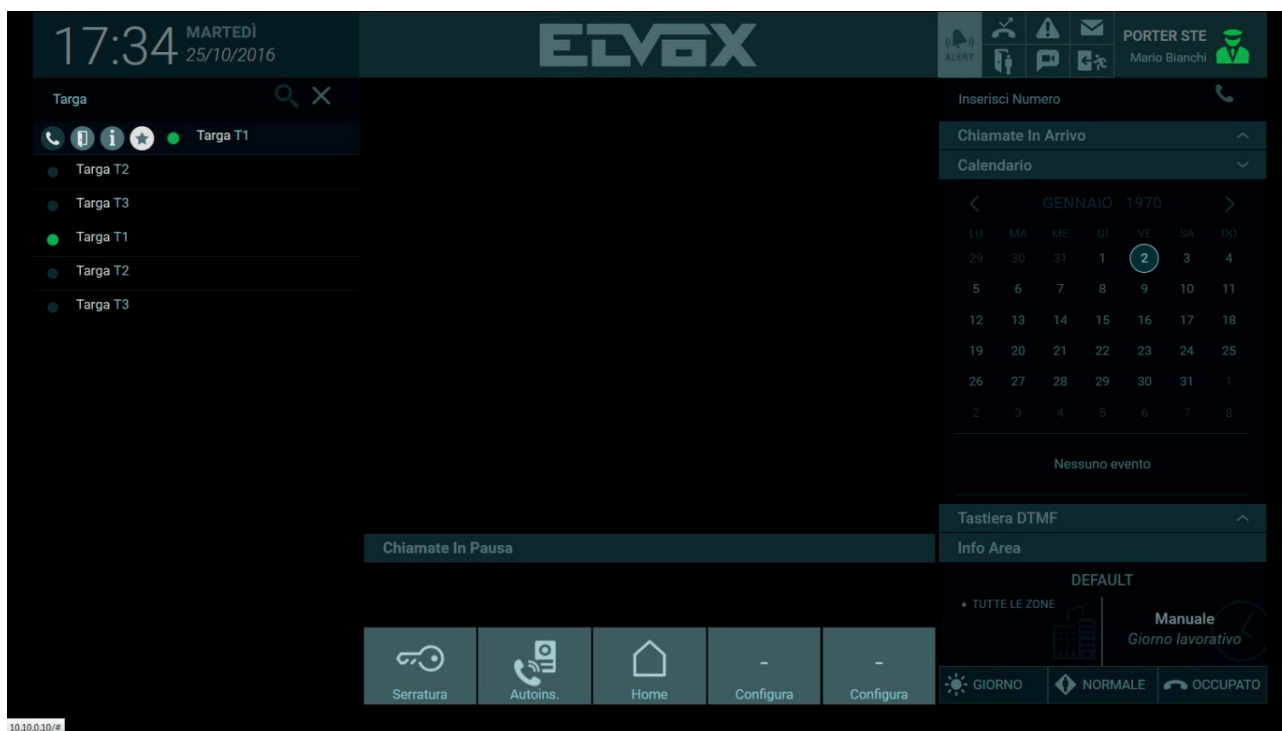 17:34 MARTEDÌ
25/10/2016
ELVOX
ALERT
PORTER STE
Mario Bianchi
Targa
Targa T1
Targa T2
Targa T3
Targa T1
Targa T2
Targa T3
Chiamate In Pausa
Serratura
Autoins.
Home
-
Configura
-
Configura
Inserisci Numero
Chiamate In Arrivo
Calendario
GENNAIO 1970
LU MA ME GI VE SA DO
29 30 31 1 2 3 4
5 6 7 8 9 10 11
12 13 14 15 16 17 18
19 20 21 22 23 24 25
26 27 28 29 30 31 1
2 3 4 5 6 7 8
Nessuno evento
Tastiera DTMF
Info Area
DEFAULT
• TUTTE LE ZONE
Manuale
Giorno lavorativo
GIORNO
NORMALE
OCCUPATO
10.10.0.10/#